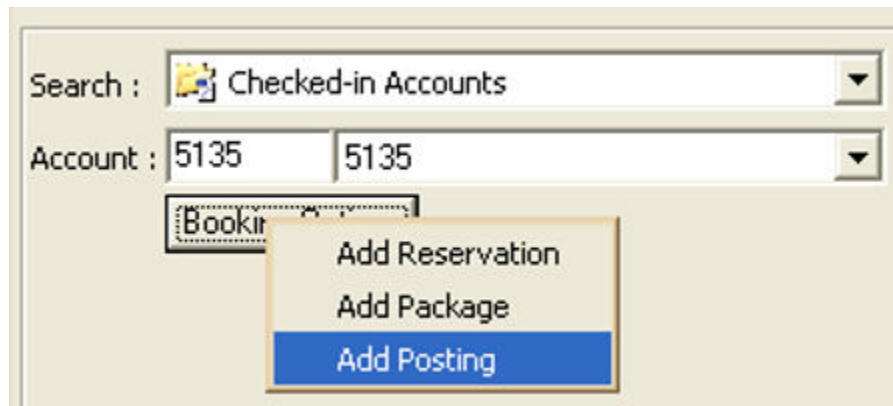 Search : Checked-in Accounts
Account : 5135 5135
Add Reservation
Add Package
Add Posting